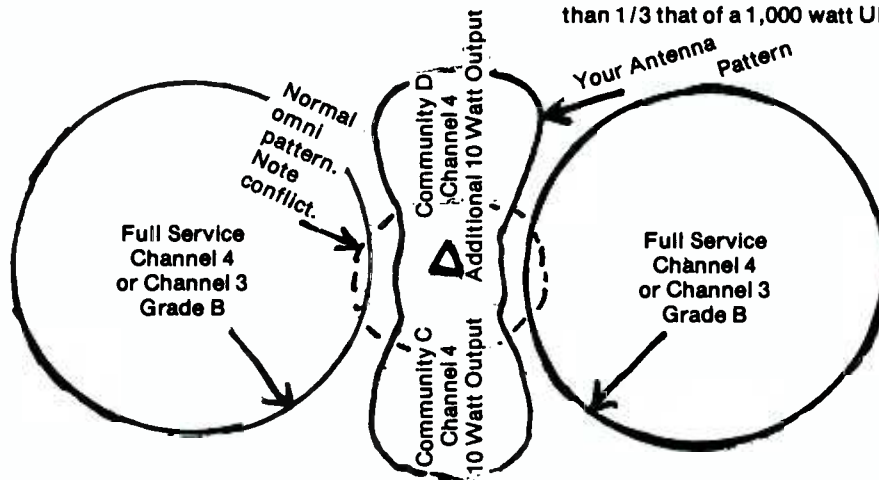 than 1/3 that of a 1,000 watt
Your Antenna
Pattern
Normal
omni
pattern.
Note
conflict.
Full Service
Channel 4
or Channel 3
Grade B
Community D
Channel 4
Additional 10 Watt Output
Community C
Channel 4
10 Watt Output
Full Service
Channel 4
or Channel 3
Grade B